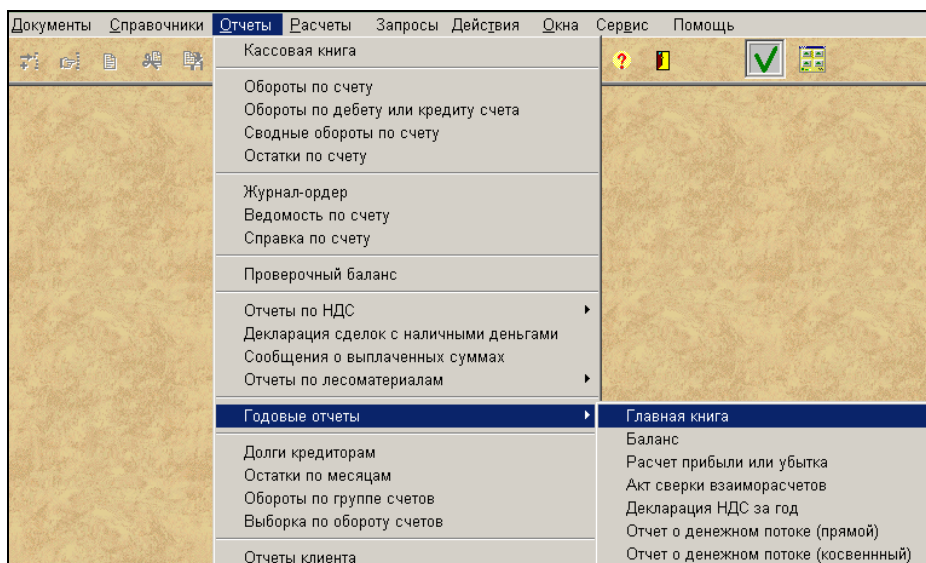 Документы Справочники Отчеты Расчеты Запросы Действия Окна Сервис Помощь
Кассовая книга
Обороты по счету
Обороты по дебету или кредиту счета
Сводные обороты по счету
Остатки по счету
Журнал-ордер
Ведомость по счету
Справка по счету
Проверочный баланс
Отчеты по НДС
Декларация сделок с наличными деньгами
Сообщения о выплаченных суммах
Отчеты по лесоматериалам
Годовые отчеты
Долги кредиторам
Остатки по месяцам
Обороты по группе счетов
Выборка по обороту счетов
Отчеты клиента
Главная книга
Баланс
Расчет прибыли или убытка
Акт сверки взаиморасчетов
Декларация НДС за год
Отчет о денежном потоке (прямой)
Отчет о денежном потоке (косвеннный)